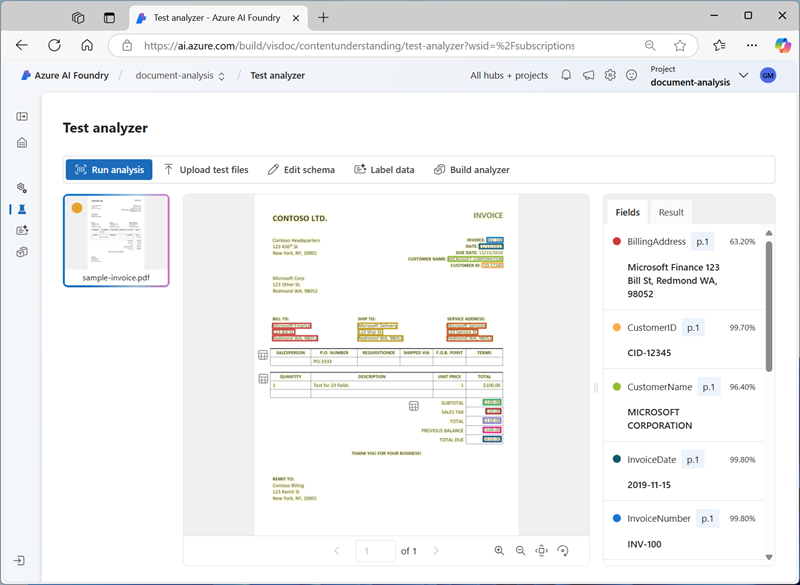 Test analyzer - Azure AI Foundry
https://ai.azure.com/build/visdoc/contentunderstanding/test-analyzer?wsid=%2Fsubscriptions
Azure AI Foundry / document-analysis / Test analyzer
All hubs + projects
Project
document-analysis
GM
Test analyzer
Run analysis
Upload test files
Edit schema
Label data
Build analyzer
sample-invoice.pdf
CONTOSO LTD.
INVOICE
Contoso Headquarters
123 456th St
New York, NY, 10001
INVOICE: INV-100
DATE: 11/15/2019
DUE DATE: 12/15/2019
CUSTOMER NAME: MICROSOFT CORPORATION
CUSTOMER ID: CID-12345
Microsoft Corp
123 Other St,
Redmond WA, 98052
BILL TO:
Microsoft Finance
123 Bill St,
Redmond WA, 98052
SHIP TO:
Microsoft Delivery
123 Ship St,
Redmond WA, 98052
SERVICE ADDRESS:
Microsoft Services
123 Service St,
Redmond WA, 98052
SALESPERSON P.O. NUMBER REQUISITIONER SHIPPED VIA F.O.B. POINT TERMS
PO-3333
QUANTITY DESCRIPTION UNIT PRICE TOTAL
1 Test for 23 fields 1 $100.00
SUBTOTAL $100.00
SALES TAX $10.00
TOTAL $110.00
PREVIOUS BALANCE $500.00
TOTAL DUE $610.00
THANK YOU FOR YOUR BUSINESS!
REMIT TO:
Contoso Billing
123 Remit St
New York, NY, 10001
1 of 1
Fields
Result
BillingAddress p.1 63.20%
Microsoft Finance 123
Bill St, Redmond WA,
98052
CustomerID p.1 99.70%
CID-12345
CustomerName p.1 96.40%
MICROSOFT
CORPORATION
InvoiceDate p.1 99.80%
2019-11-15
InvoiceNumber p.1 99.80%
INV-100